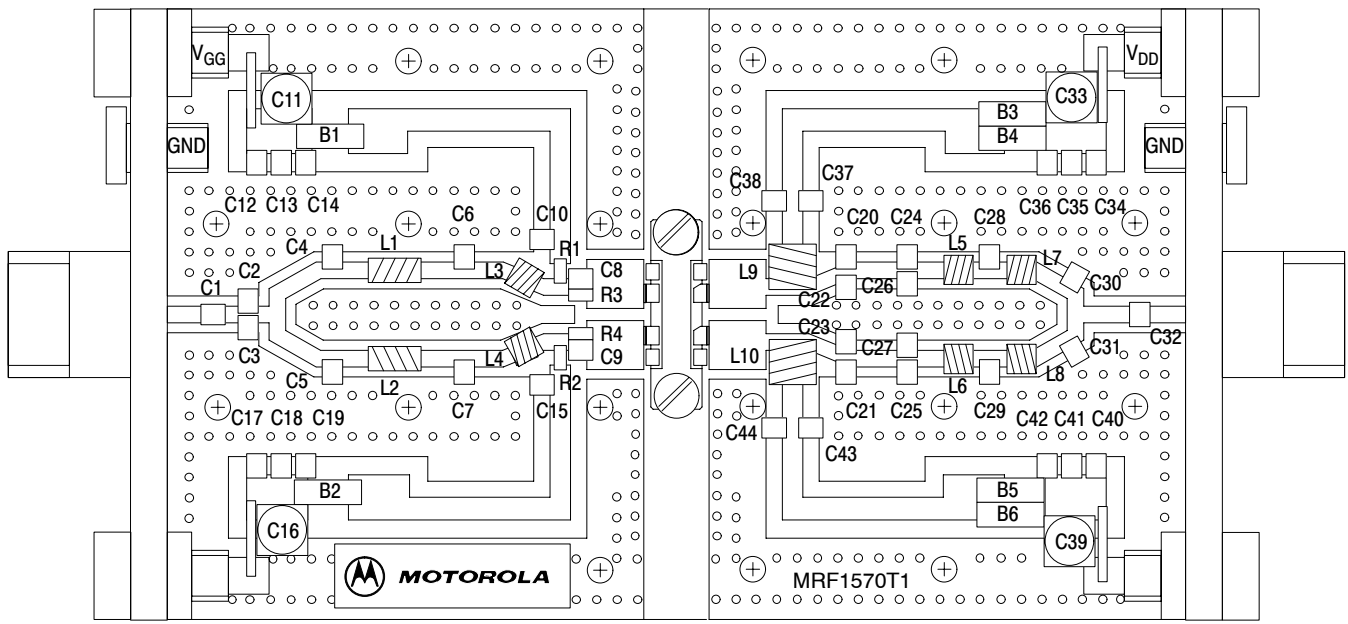 VGG
C11
B1
GND
C12 C13 C14
C6
C10
C4
L1
R1
C2
L3
C8
C1
R3
R4
C3
L4
C9
C5
L2
R2
C17 C18 C19
C7
C15
B2
C16
MOTOROLA
VDD
C33
B3
B4
GND
C38
C37
C20 C24 C28
C36 C35 C34
L5
L7
L9
C30
C22
C26
C32
C23
C27
C31
L10
L6
L8
C21 C25 C29
C42 C41 C40
C44
C43
B5
B6
C39
MRF1570T1